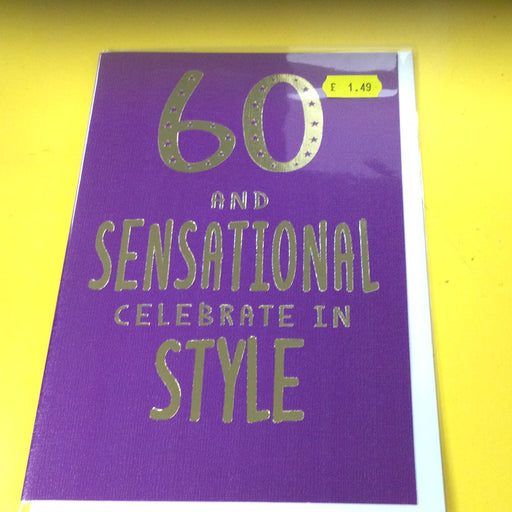 60
£ 1.49
AND
SENSATIONAL
CELEBRATE IN
STYLE